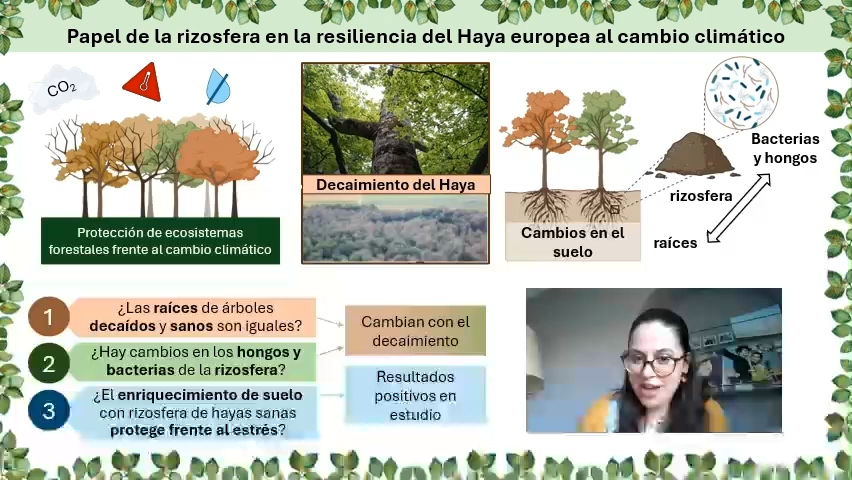 Papel de la rizosfera en la resiliencia del Haya europea al cambio climático
CO₂
Protección de ecosistemas
forestales frente al cambio climático
Decaimiento del Haya
Cambios en el
suelo
Bacterias
y hongos
rizosfera
raíces
1
¿Las raíces de árboles
decaídos y sanos son iguales?
2
¿Hay cambios en los hongos y
bacterias de la rizosfera?
3
¿El enriquecimiento de suelo
con rizosfera de hayas sanas
protege frente al estrés?
Cambian con el
decaimiento
Resultados
positivos en
estudio